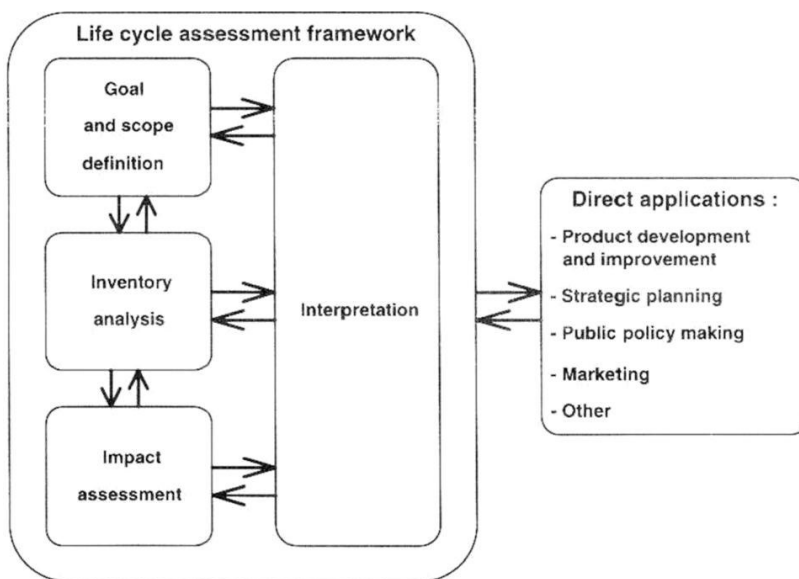 Life cycle assessment framework
Goal
and scope
definition
Inventory
analysis
Impact
assessment
Interpretation
Direct applications :
- Product development
and improvement
- Strategic planning
- Public policy making
- Marketing
- Other